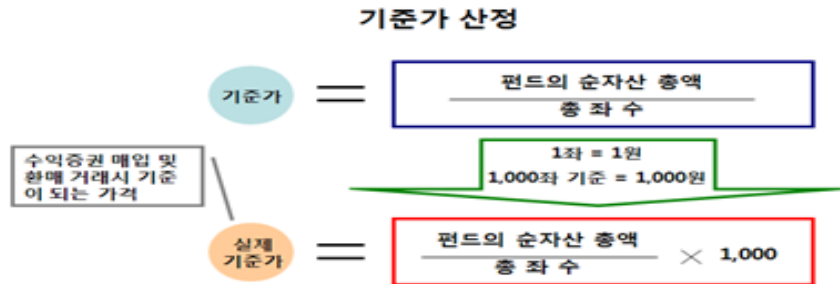 기준가 산정
기준가
=
펀드의 순자산 총액
총 좌 수
수익증권 매입 및
환매 거래시 기준
이 되는 가격
1좌 = 1원
1,000좌 기준 = 1,000원
실제
기준가
=
펀드의 순자산 총액
총 좌 수
× 1,000